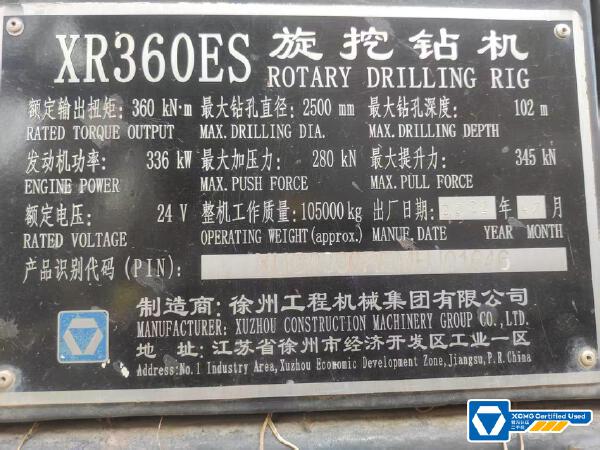 XR360ES 旋挖钻机
ROTARY DRILLING RIG
额定输出扭矩: 360 kN·m 最大钻孔直径: 2500 mm 最大钻孔深度: 102 m
RATED TORQUE OUTPUT MAX. DRILLING DIA. MAX. DRILLING DEPTH
发动机功率: 336 kW 最大加压力: 280 kN 最大提升力: 345 kN
ENGINE POWER MAX. PUSH FORCE MAX. PULL FORCE
额定电压: 24 V 整机工作质量: 105000 kg 出厂日期: 年 月
RATED VOLTAGE OPERATING WEIGHT (approx.) MANUF. DATE YEAR MONTH
产品识别代码 (PIN):
制造商: 徐州工程机械集团有限公司
MANUFACTURER: XUZHOU CONSTRUCTION MACHINERY GROUP CO., LTD.
地 址: 江苏省徐州市经济开发区工业一区
Address: No. 1 Industry Area, Xuzhou Economic Development Zone, Jiangsu, P. R. China
XCMG Certified Used